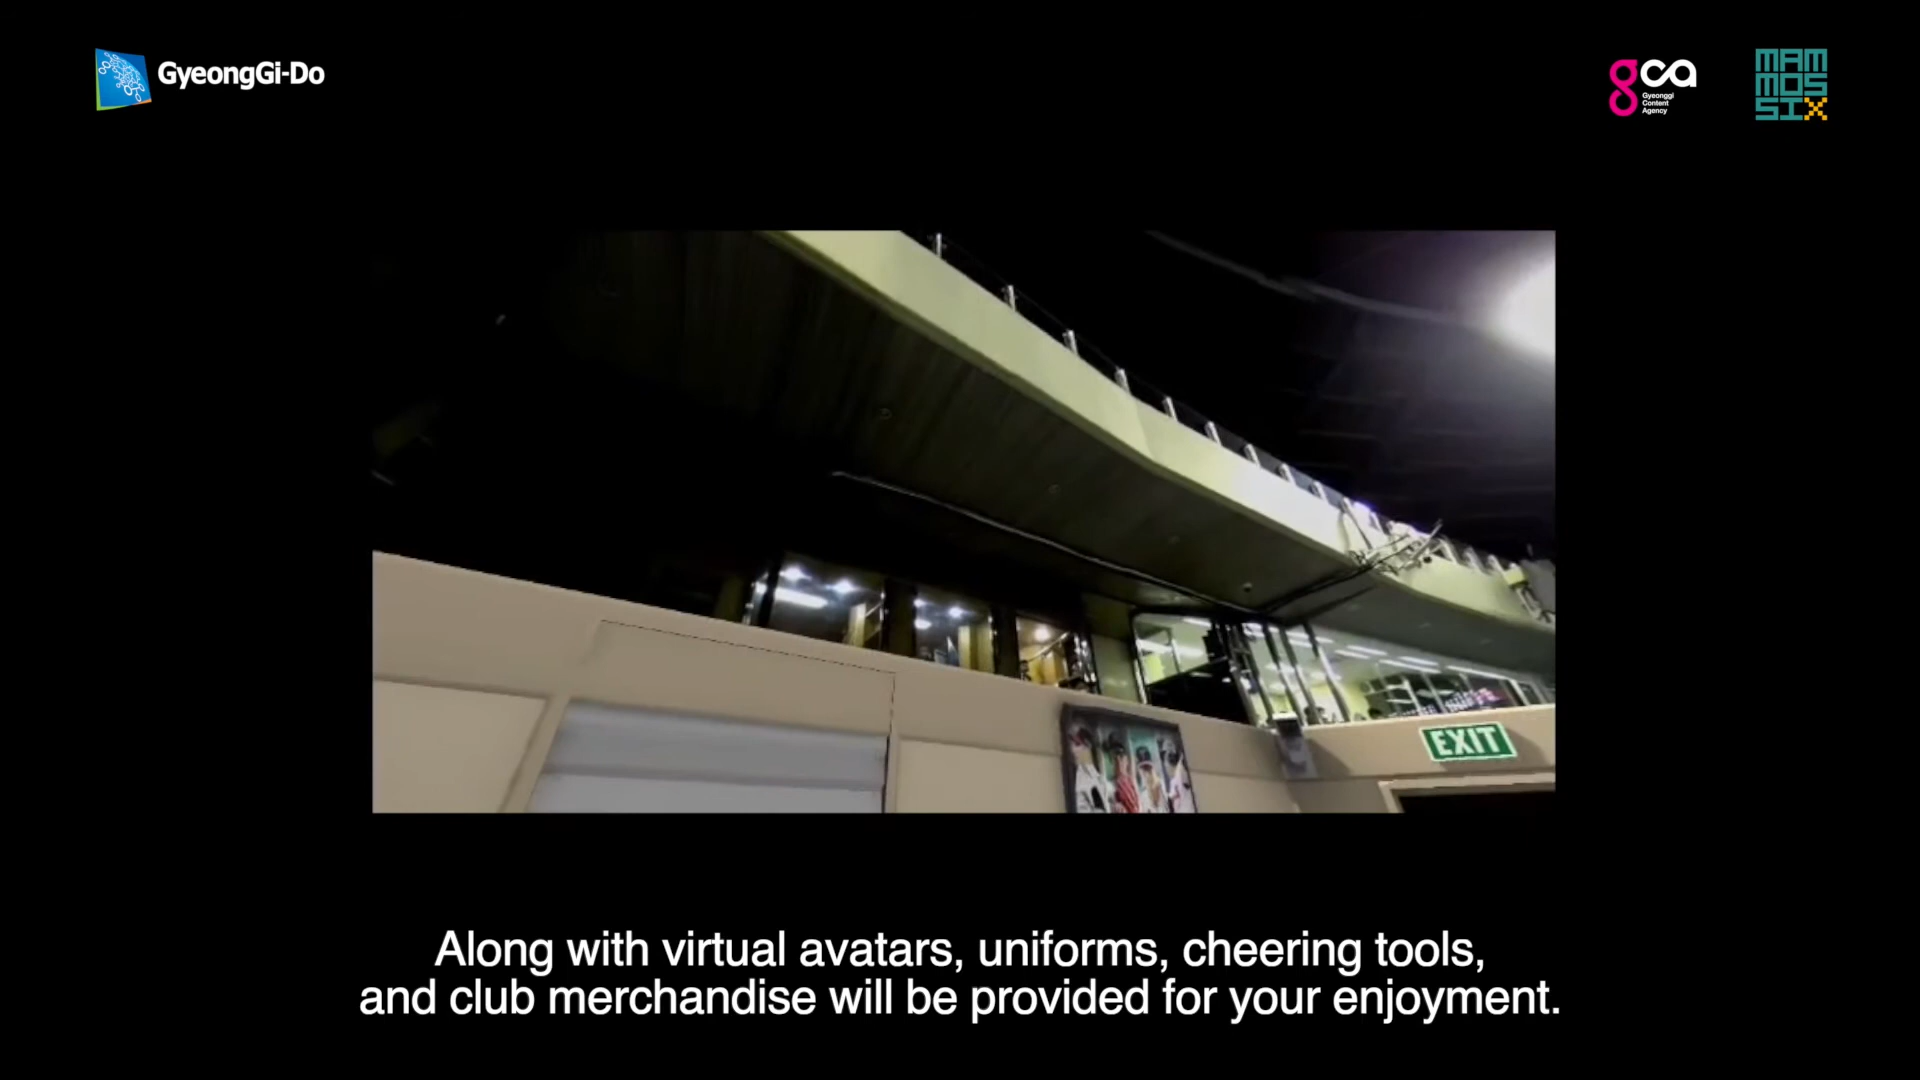 GyeongGi-Do
gca
Gyeonggi
Content
Agency
MAM
MOS
SIX
EXIT
Along with virtual avatars, uniforms, cheering tools,
and club merchandise will be provided for your enjoyment.